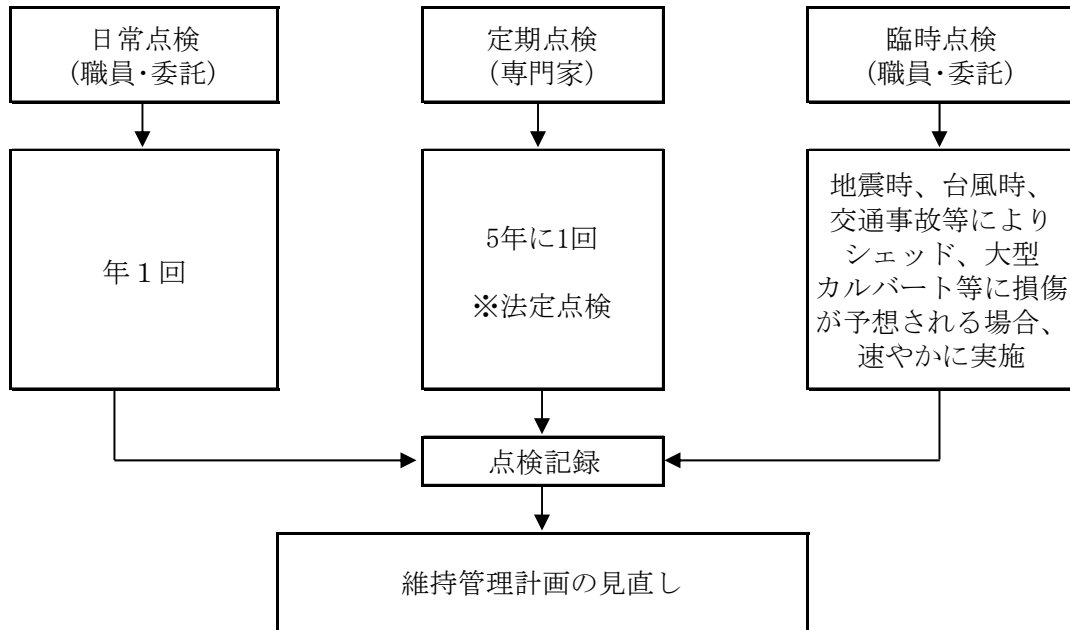 日常点検
（職員・委託）
定期点検
（専門家）
臨時点検
（職員・委託）
年１回
5年に1回
※法定点検
地震時、台風時、
交通事故等により
シェッド、大型
カルバート等に損傷
が予想される場合、
速やかに実施
点検記録
維持管理計画の見直し